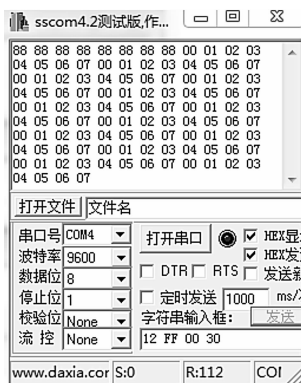 sscom4.2测试版,作...
88 88 88 88 88 88 88 88 00 01 02 03
04 05 06 07 00 01 02 03 04 05 06 07
00 01 02 03 04 05 06 07 00 01 02 03
04 05 06 07 00 01 02 03 04 05 06 07
00 01 02 03 04 05 06 07 00 01 02 03
04 05 06 07 00 01 02 03 04 05 06 07
00 01 02 03 04 05 06 07 00 01 02 03
04 05 06 07 00 01 02 03 04 05 06 07
00 01 02 03 04 05 06 07 00 01 02 03
04 05 06 07
打开文件 文件名
串口号 COM4 打开串口 HEX显
波特率 9600 HEX发
数据位 8 DTR RTS 发送新
停止位 1 定时发送 1000 ms/
校验位 None 字符串输入框: 发送
流 控 None 12 FF 00 30
www.daxia.cor S:0 R:112 COI